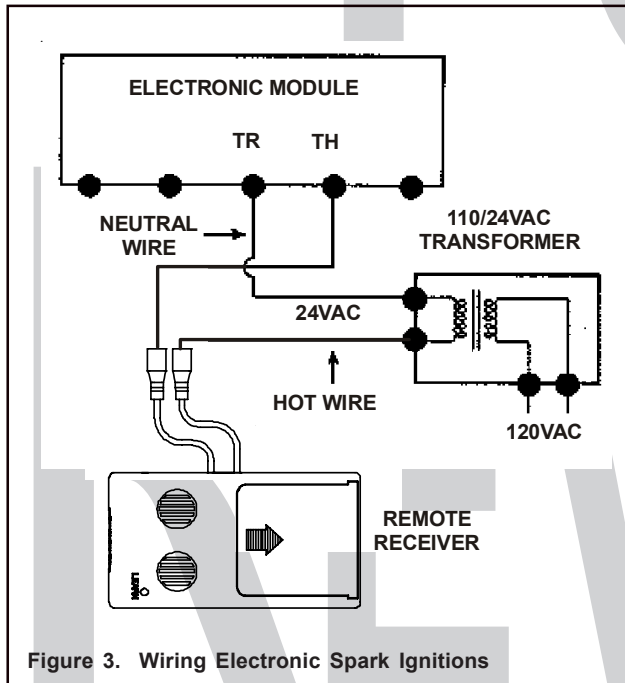 ELECTRONIC MODULE
TR TH
NEUTRAL
WIRE
110/24VAC
TRANSFORMER
24VAC
HOT WIRE
120VAC
REMOTE
RECEIVER
LEARN
Figure 3. Wiring Electronic Spark Ignitions